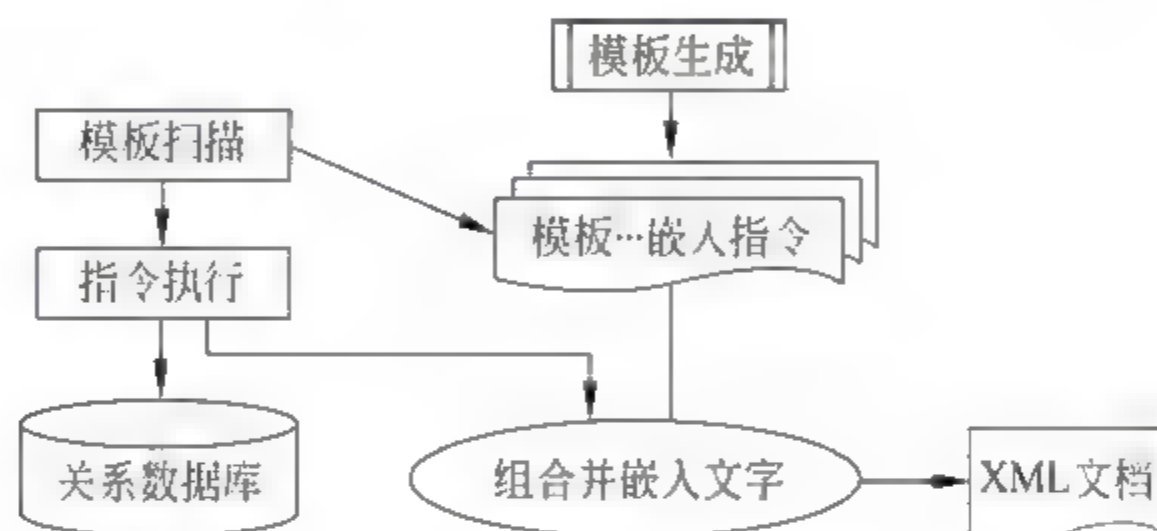 模板生成
模板扫描
模板…嵌入指令
指令执行
关系数据库
组合并嵌入文字
XML文档